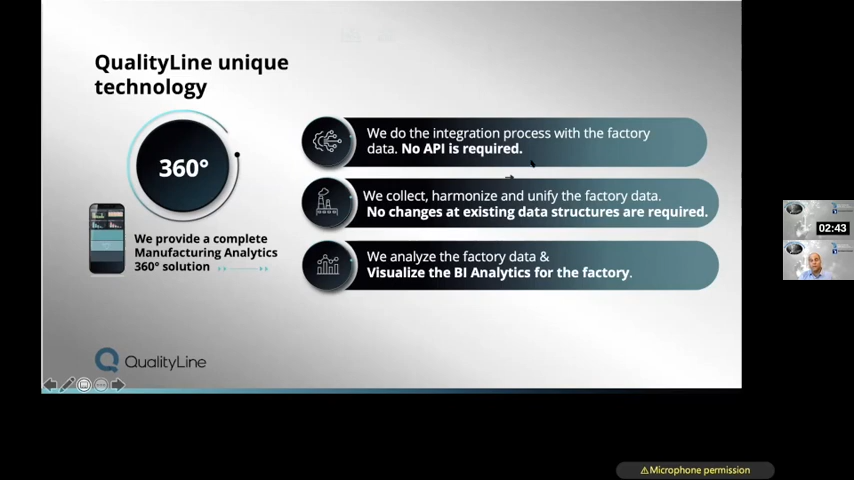 QualityLine unique
technology
360°
We provide a complete
Manufacturing Analytics
360° solution
We do the integration process with the factory
data. No API is required.
We collect, harmonize and unify the factory data.
No changes at existing data structures are required.
We analyze the factory data &
Visualize the BI Analytics for the factory.
QualityLine
02:43
⚠Microphone permission